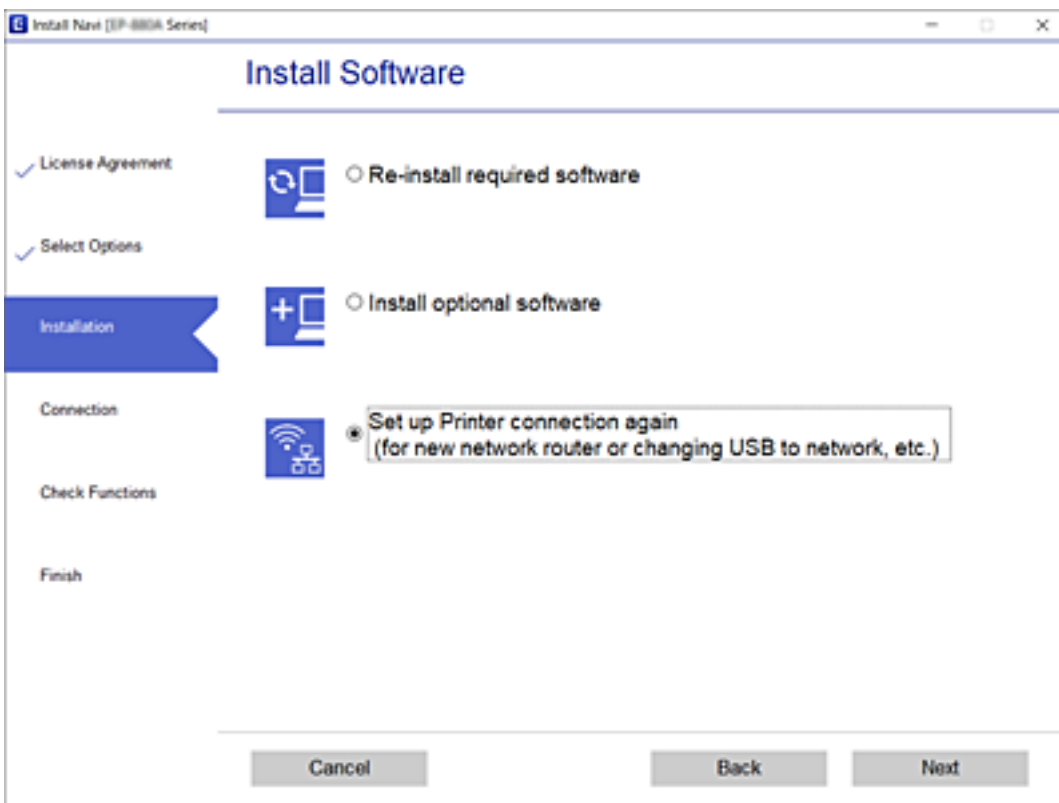 Install Navi [EP-880A Series]
Install Software
License Agreement
Select Options
Installation
Connection
Check Functions
Finish
Re-install required software
Install optional software
Set up Printer connection again
(for new network router or changing USB to network, etc.)
Cancel
Back
Next